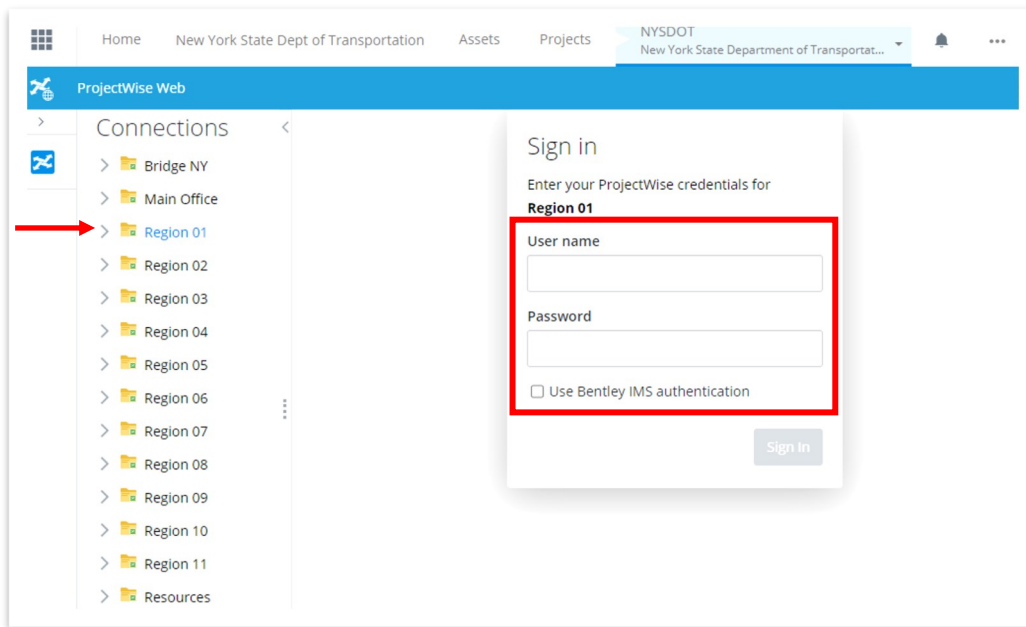 Home New York State Dept of Transportation Assets Projects NYSDOT
New York State Department of Transportat...
ProjectWise Web
Connections
Bridge NY
Main Office
Region 01
Region 02
Region 03
Region 04
Region 05
Region 06
Region 07
Region 08
Region 09
Region 10
Region 11
Resources
Sign in
Enter your ProjectWise credentials for
Region 01
User name
Password
Use Bentley IMS authentication
Sign In